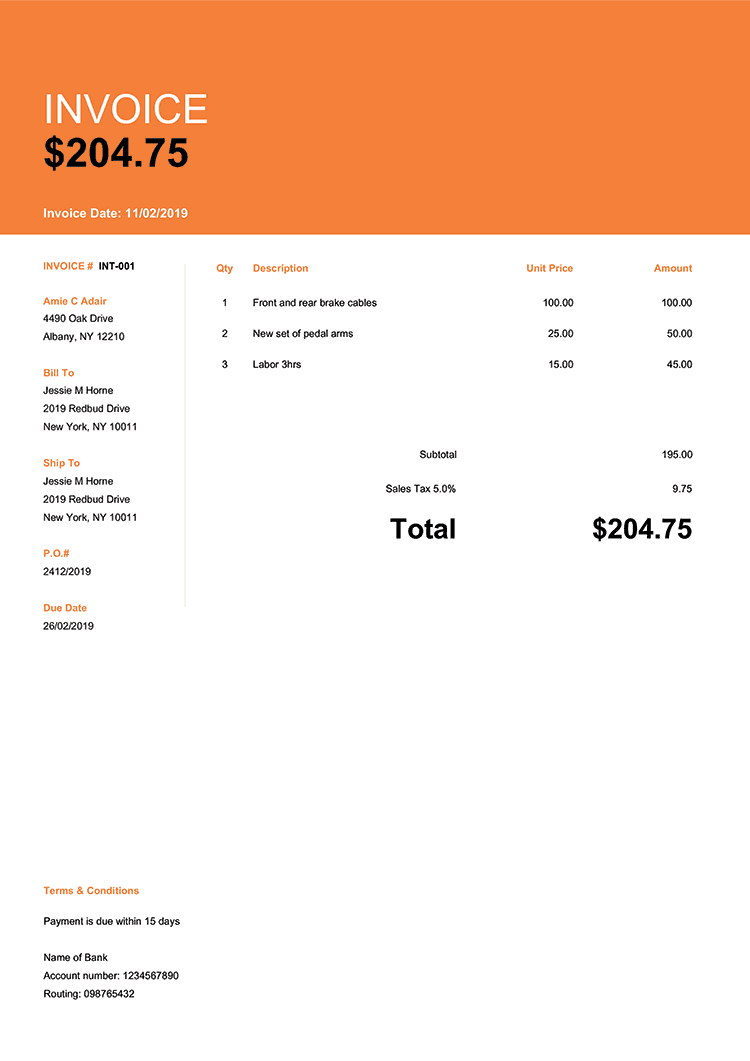 INVOICE
$204.75
Invoice Date: 11/02/2019
INVOICE # INT-001
Amie C Adair
4490 Oak Drive
Albany, NY 12210
Bill To
Jessie M Horne
2019 Redbud Drive
New York, NY 10011
Ship To
Jessie M Horne
2019 Redbud Drive
New York, NY 10011
P.O.#
2412/2019
Due Date
26/02/2019
Qty Description Unit Price Amount
1 Front and rear brake cables 100.00 100.00
2 New set of pedal arms 25.00 50.00
3 Labor 3hrs 15.00 45.00
Subtotal 195.00
Sales Tax 5.0% 9.75
Total $204.75
Terms & Conditions
Payment is due within 15 days
Name of Bank
Account number: 1234567890
Routing: 098765432